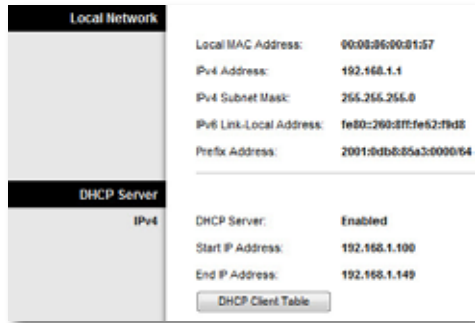 Local Network
Local MAC Address: 00:08:86:00:81:57
IPv4 Address: 192.168.1.1
IPv4 Subnet Mask: 255.255.255.0
IPv6 Link-Local Address: fe80::260:8ff:fe52:f9d8
Prefix Address: 2001:0db8:85a3:0000/64
DHCP Server
IPv4 DHCP Server: Enabled
Start IP Address: 192.168.1.100
End IP Address: 192.168.1.149
DHCP Client Table